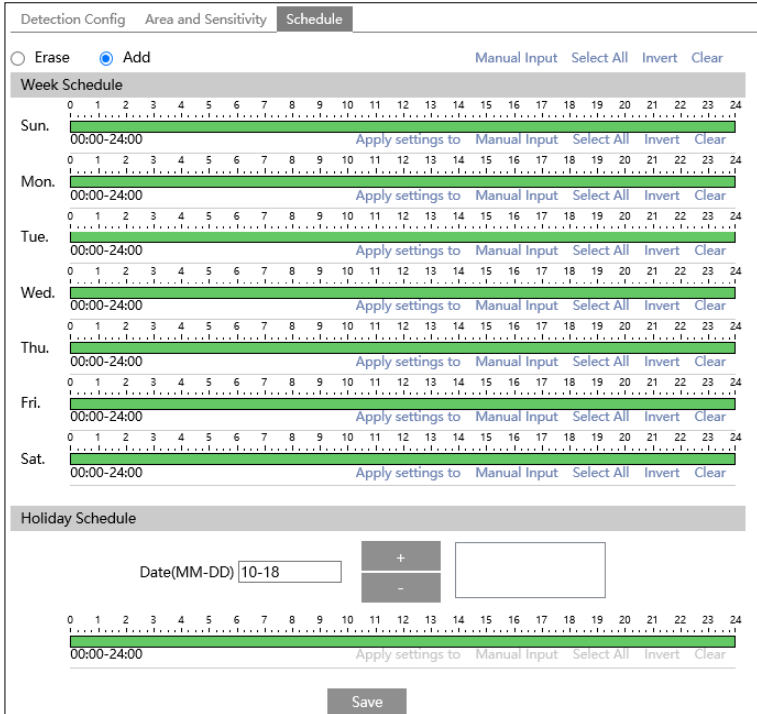 Detection Config Area and Sensitivity Schedule
Erase Add Manual Input Select All Invert Clear
Week Schedule
0 1 2 3 4 5 6 7 8 9 10 11 12 13 14 15 16 17 18 19 20 21 22 23 24
Sun.
00:00-24:00 Apply settings to Manual Input Select All Invert Clear
0 1 2 3 4 5 6 7 8 9 10 11 12 13 14 15 16 17 18 19 20 21 22 23 24
Mon.
00:00-24:00 Apply settings to Manual Input Select All Invert Clear
0 1 2 3 4 5 6 7 8 9 10 11 12 13 14 15 16 17 18 19 20 21 22 23 24
Tue.
00:00-24:00 Apply settings to Manual Input Select All Invert Clear
0 1 2 3 4 5 6 7 8 9 10 11 12 13 14 15 16 17 18 19 20 21 22 23 24
Wed.
00:00-24:00 Apply settings to Manual Input Select All Invert Clear
0 1 2 3 4 5 6 7 8 9 10 11 12 13 14 15 16 17 18 19 20 21 22 23 24
Thu.
00:00-24:00 Apply settings to Manual Input Select All Invert Clear
0 1 2 3 4 5 6 7 8 9 10 11 12 13 14 15 16 17 18 19 20 21 22 23 24
Fri.
00:00-24:00 Apply settings to Manual Input Select All Invert Clear
0 1 2 3 4 5 6 7 8 9 10 11 12 13 14 15 16 17 18 19 20 21 22 23 24
Sat.
00:00-24:00 Apply settings to Manual Input Select All Invert Clear
Holiday Schedule
+
Date(MM-DD) 10-18
-
0 1 2 3 4 5 6 7 8 9 10 11 12 13 14 15 16 17 18 19 20 21 22 23 24
00:00-24:00 Apply settings to Manual Input Select All Invert Clear
Save